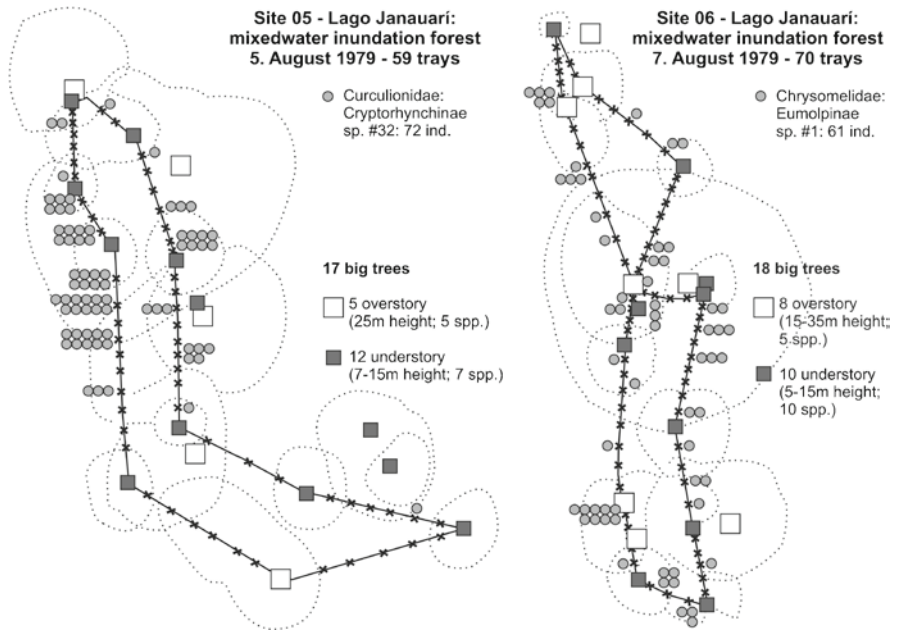 Site 05 - Lago Janauarí:
mixedwater inundation forest
5. August 1979 - 59 trays
Curculionidae:
Cryptorhynchinae
sp. #32: 72 ind.
17 big trees
5 overstory
(25m height; 5 spp.)
12 understory
(7-15m height; 7 spp.)
Site 06 - Lago Janauarí:
mixedwater inundation forest
7. August 1979 - 70 trays
Chrysomelidae:
Eumolpinae
sp. #1: 61 ind.
18 big trees
8 overstory
(15-35m height;
5 spp.)
10 understory
(5-15m height;
10 spp.)